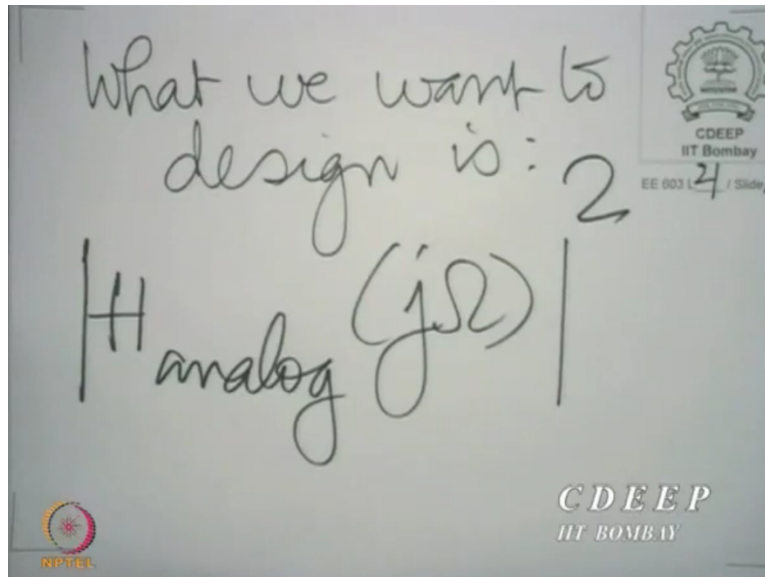 What we want to
design is:
|H analog (jΩ)|²
CDEEP
IIT Bombay
EE 603 L 21 / Slide
CDEEP
IIT BOMBAY
NPTEL